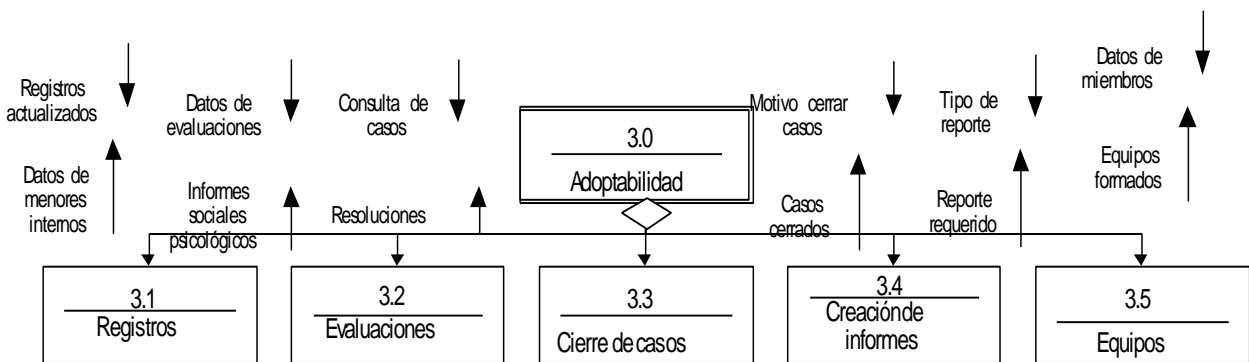 Registros
actualizados
Datos de
menores
internos
Datos de
evaluaciones
Informes
sociales
psicológicos
Consulta de
casos
Resoluciones
3.0
Adoptabilidad
Motivo cerrar
casos
Casos
cerrados
Tipo de
reporte
Reporte
requerido
Datos de
miembros
Equipos
formados
3.1
Registros
3.2
Evaluaciones
3.3
Cierre de casos
3.4
Creaciónde
informes
3.5
Equipos